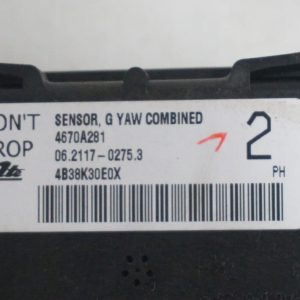 ON'T
ROP
SENSOR, G YAW COMBINED
4670A281
06.2117-0275.3
4B38K30E0X
2
PH